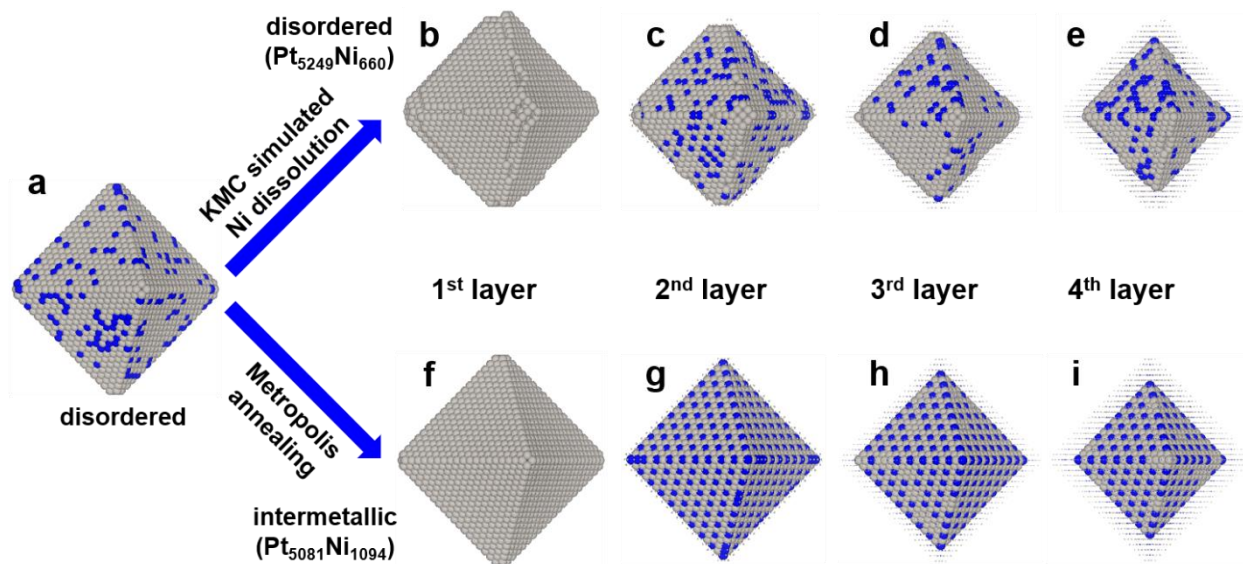 disordered
(Pt5249Ni660)
b
c
d
e
KMC simulated
Ni dissolution
a
disordered
1st layer
2nd layer
3rd layer
4th layer
Metropolis
annealing
f
g
h
i
intermetallic
(Pt5081Ni1094)